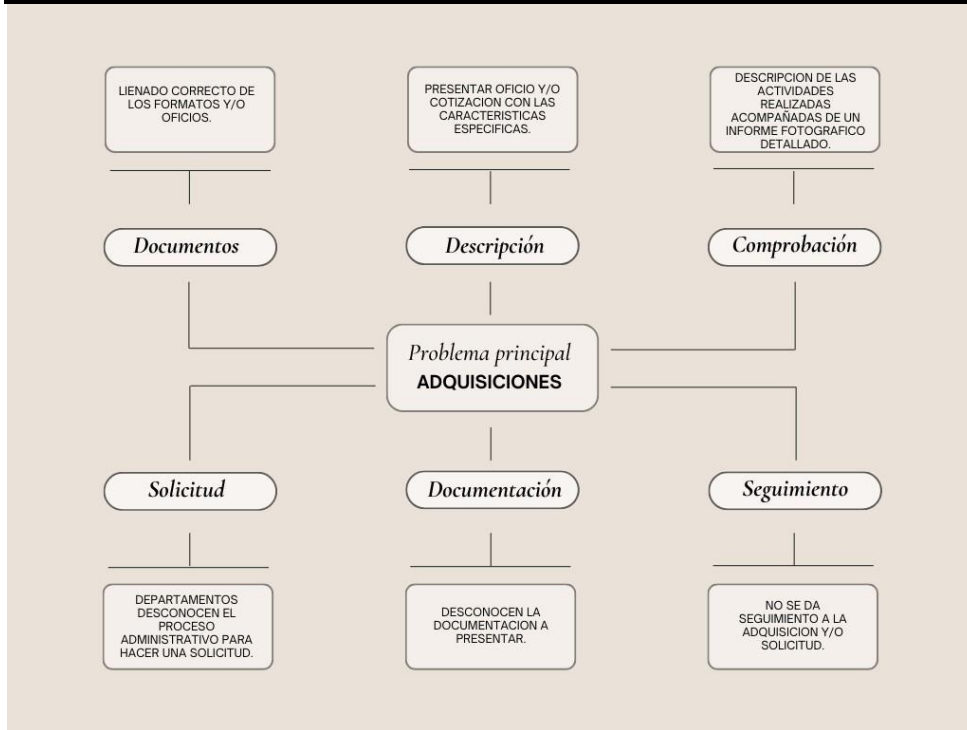 LIENADO CORRECTO DE
LOS FORMATOS Y/O
OFICIOS.
PRESENTAR OFICIO Y/O
COTIZACION CON LAS
CARACTERISTICAS
ESPECIFICAS.
DESCRIPCION DE LAS
ACTIVIDADES
REALIZADAS
ACOMPAÑADAS DE UN
INFORME FOTOGRAFICO
DETALLADO.
Documentos
Descripción
Comprobación
Problema principal
ADQUISICIONES
Solicitud
Documentación
Seguimiento
DEPARTAMENTOS
DESCONOCEN EL
PROCESO
ADMINISTRATIVO PARA
HACER UNA SOLICITUD.
DESCONOCEN LA
DOCUMENTACION A
PRESENTAR.
NO SE DA
SEGUIMIENTO A LA
ADQUISICION Y/O
SOLICITUD.